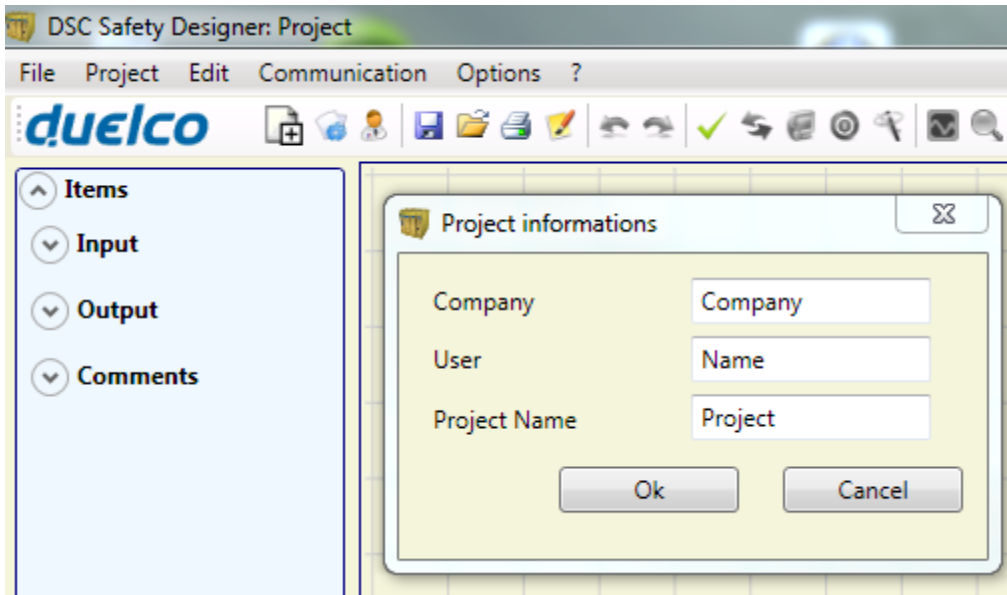 DSC Safety Designer: Project
File Project Edit Communication Options ?
duelco
Items
Input
Output
Comments
Project informations
Company Company
User Name
Project Name Project
Ok Cancel